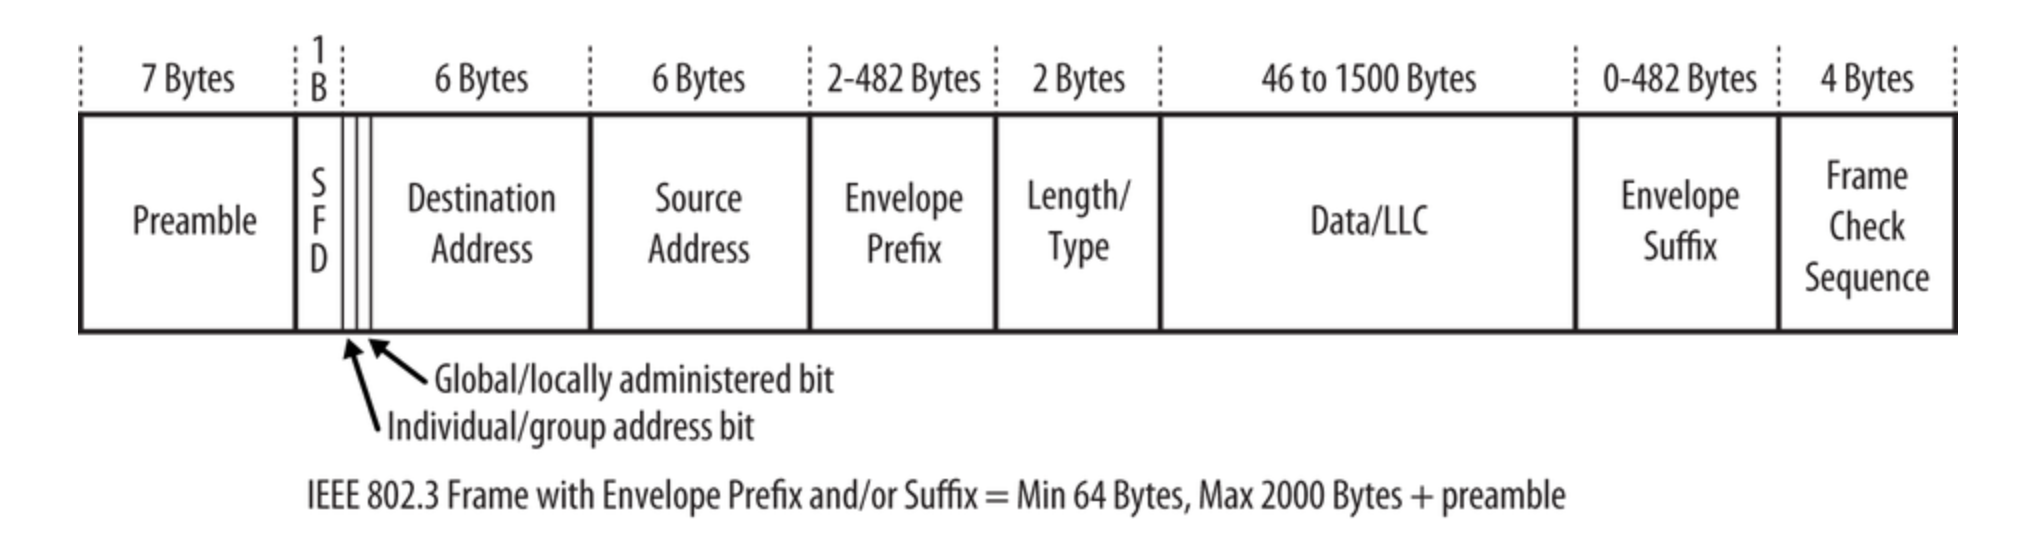 7 Bytes
1
B
6 Bytes
6 Bytes
2-482 Bytes
2 Bytes
46 to 1500 Bytes
0-482 Bytes
4 Bytes
Preamble
S
F
D
Destination
Address
Source
Address
Envelope
Prefix
Length/
Type
Data/LLC
Envelope
Suffix
Frame
Check
Sequence
Global/locally administered bit
Individual/group address bit
IEEE 802.3 Frame with Envelope Prefix and/or Suffix = Min 64 Bytes, Max 2000 Bytes + preamble